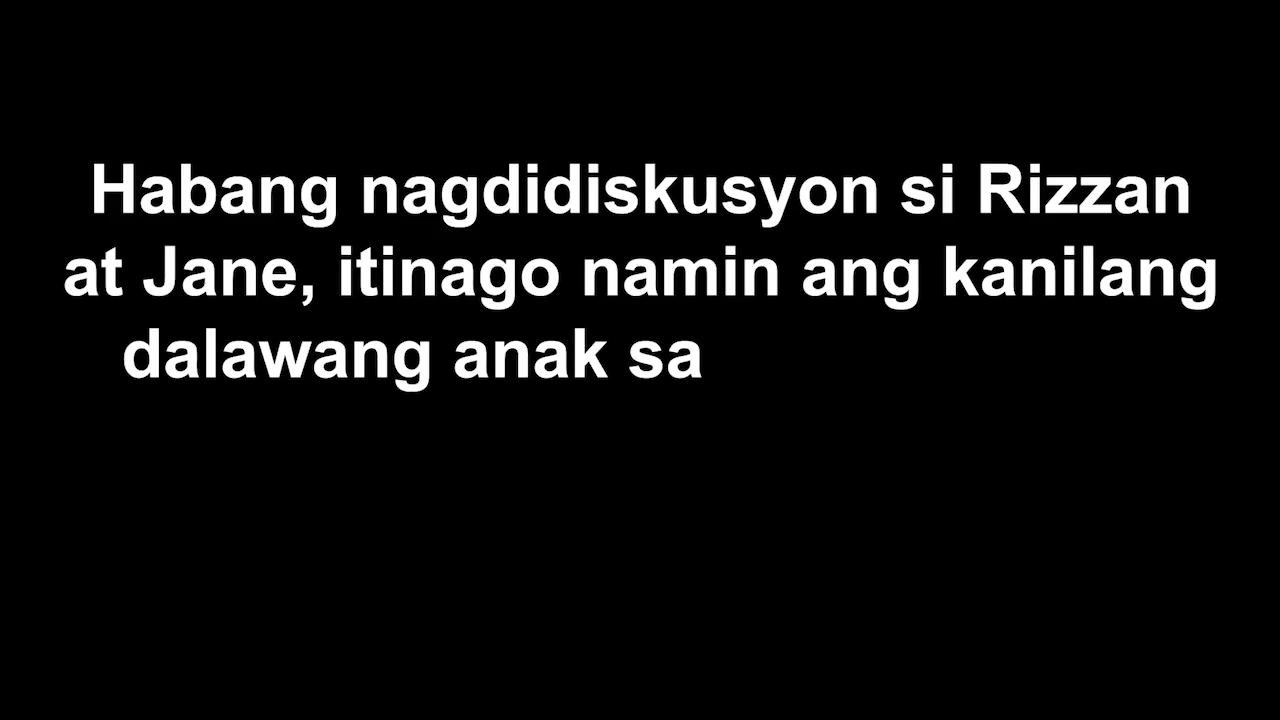 Habang nagdidiskusyon si Rizzan
at Jane, itinago namin ang kanilang
dalawang anak sa